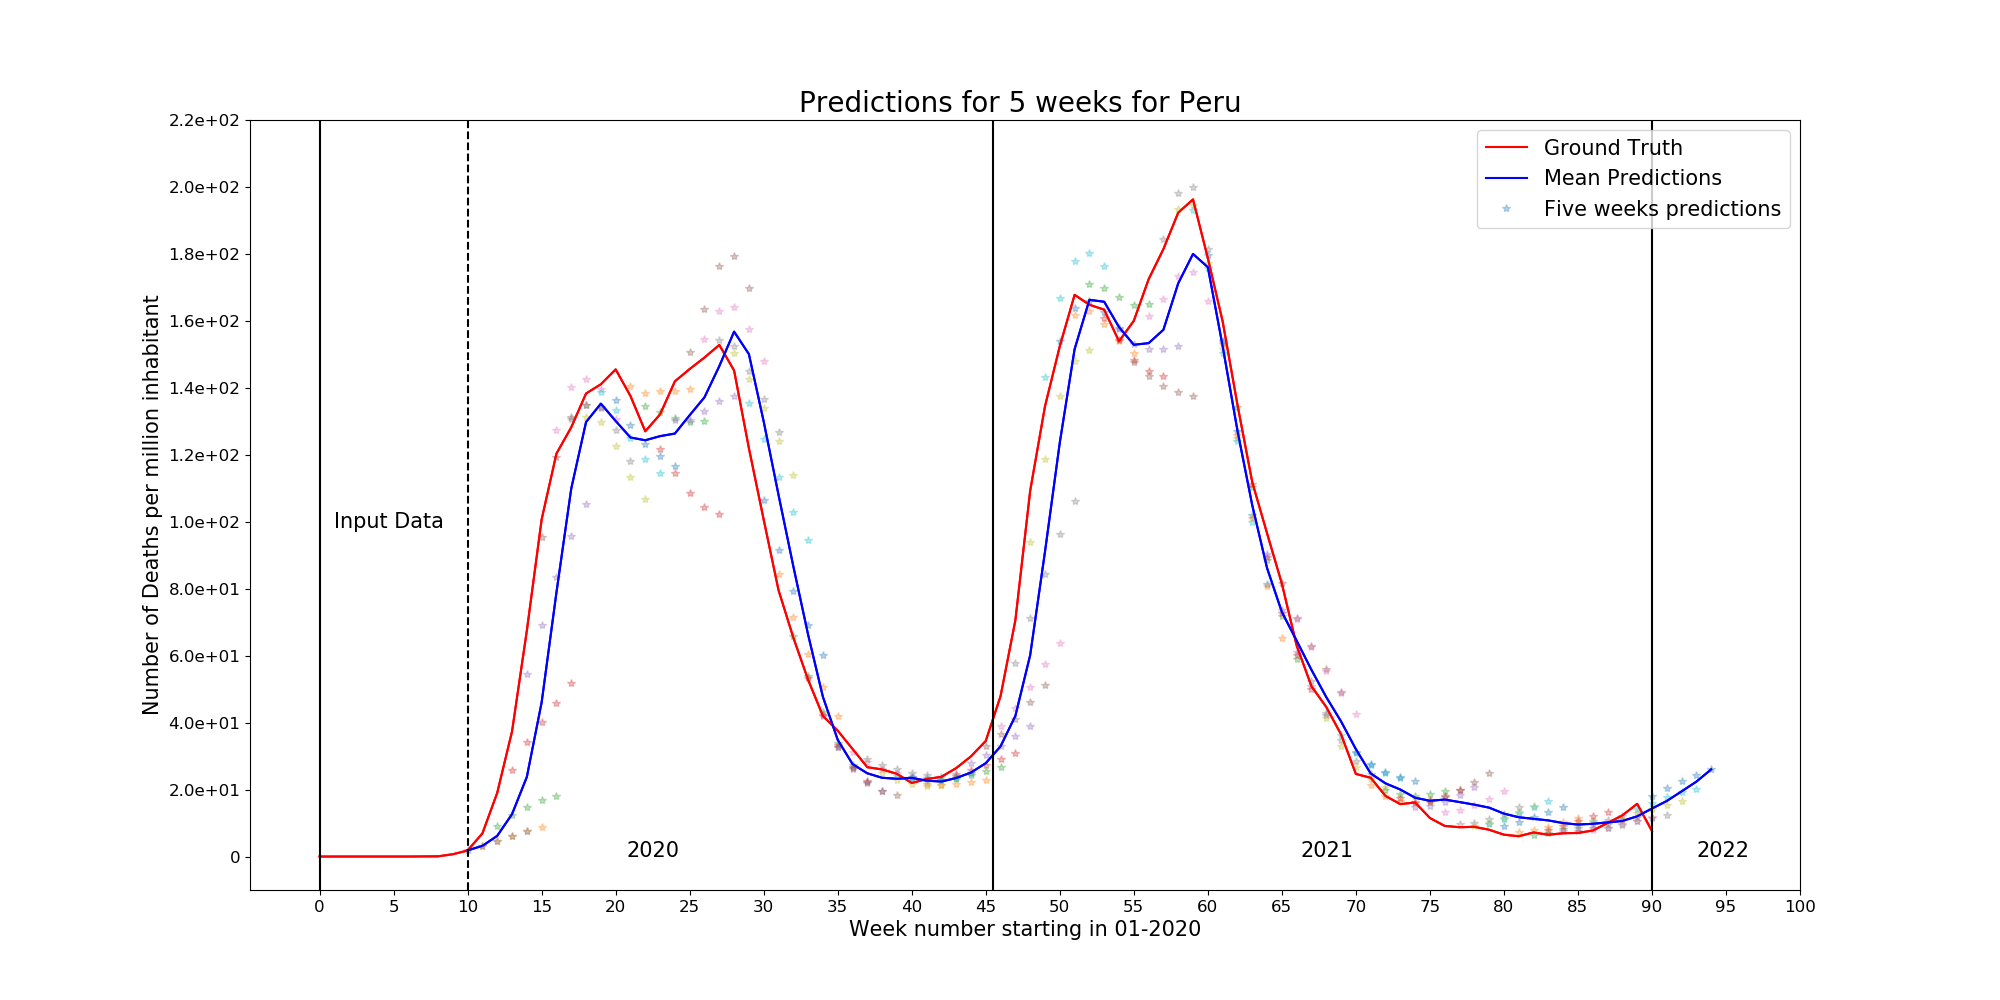 Predictions for 5 weeks for Peru
2.2e+02
2.0e+02
1.8e+02
1.6e+02
1.4e+02
1.2e+02
1.0e+02
8.0e+01
6.0e+01
4.0e+01
2.0e+01
0
Number of Deaths per million inhabitant
Ground Truth
Mean Predictions
Five weeks predictions
Input Data
2020 2021 2022
0 5 10 15 20 25 30 35 40 45 50 55 60 65 70 75 80 85 90 95 100
Week number starting in 01-2020